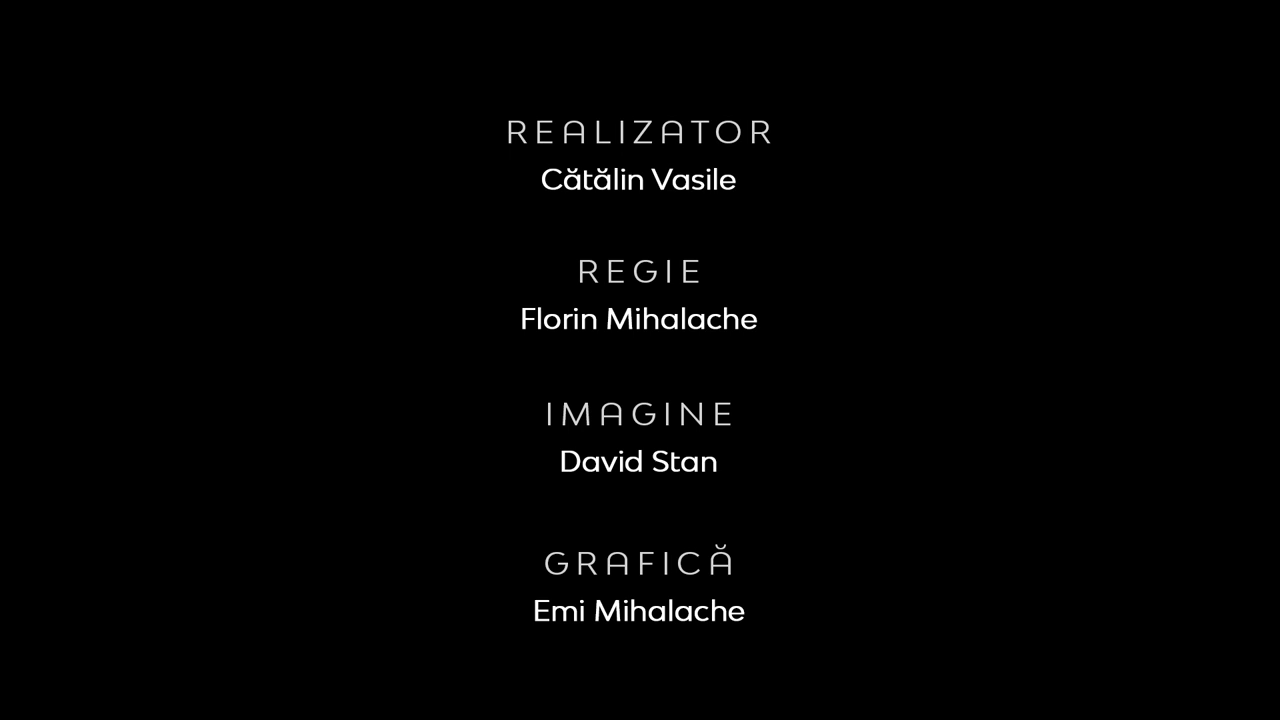 REALIZATOR
Cătălin Vasile
REGIE
Florin Mihalache
IMAGINE
David Stan
GRAFICĂ
Emi Mihalache